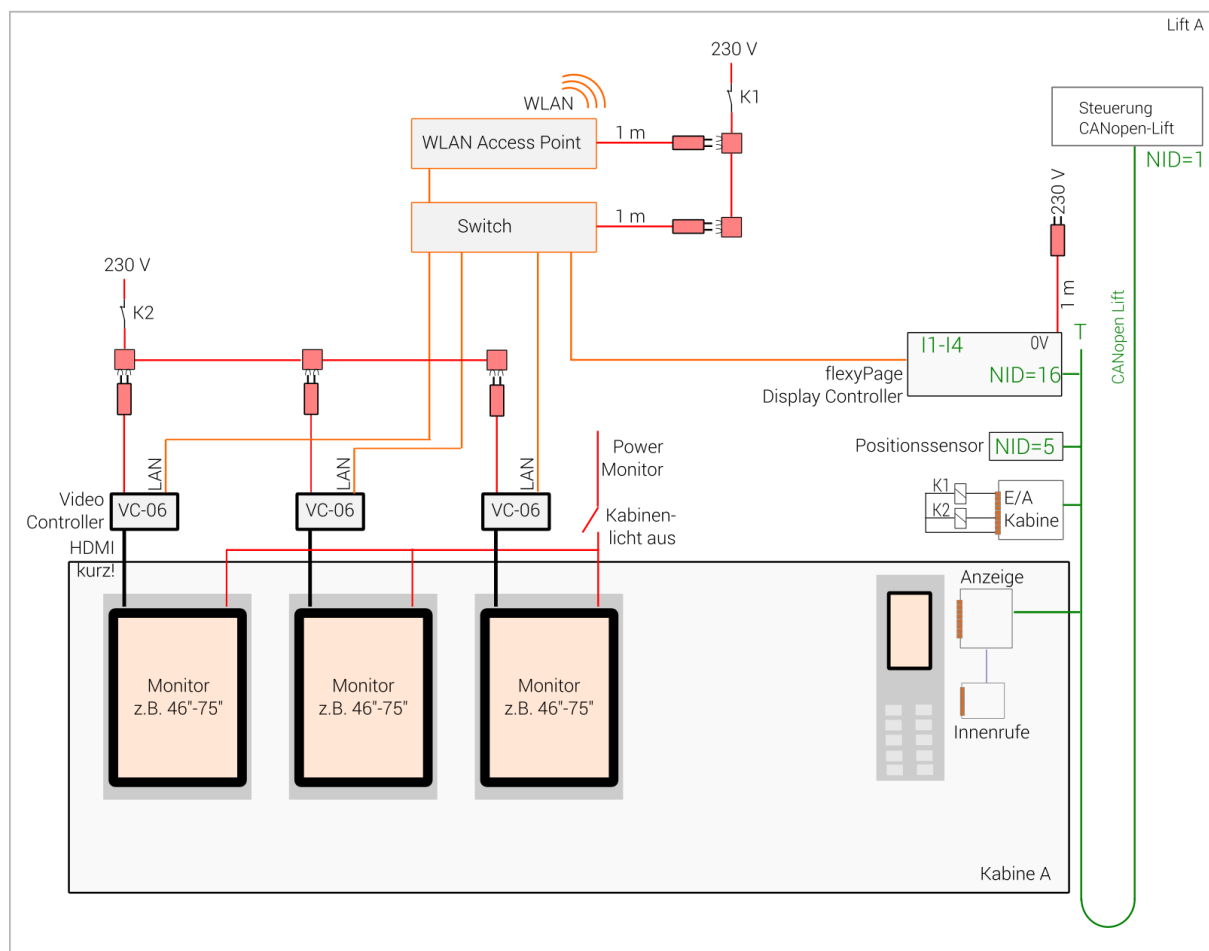 Lift A
230 V
K1
WLAN
WLAN Access Point
1 m
Steuerung
CANopen-Lift
NID=1
Switch
1 m
230 V
1 m
230 V
K2
T
CANopen Lift
I1-I4
0V
NID=16
flexyPage
Display Controller
Positionssensor
NID=5
Power
Monitor
LAN
LAN
LAN
Video
Controller
VC-06
VC-06
VC-06
Kabinen-
licht aus
K1
K2
E/A
Kabine
HDMI
kurz!
Anzeige
Monitor
z.B. 46"-75"
Monitor
z.B. 46"-75"
Monitor
z.B. 46"-75"
Innenrufe
Kabine A